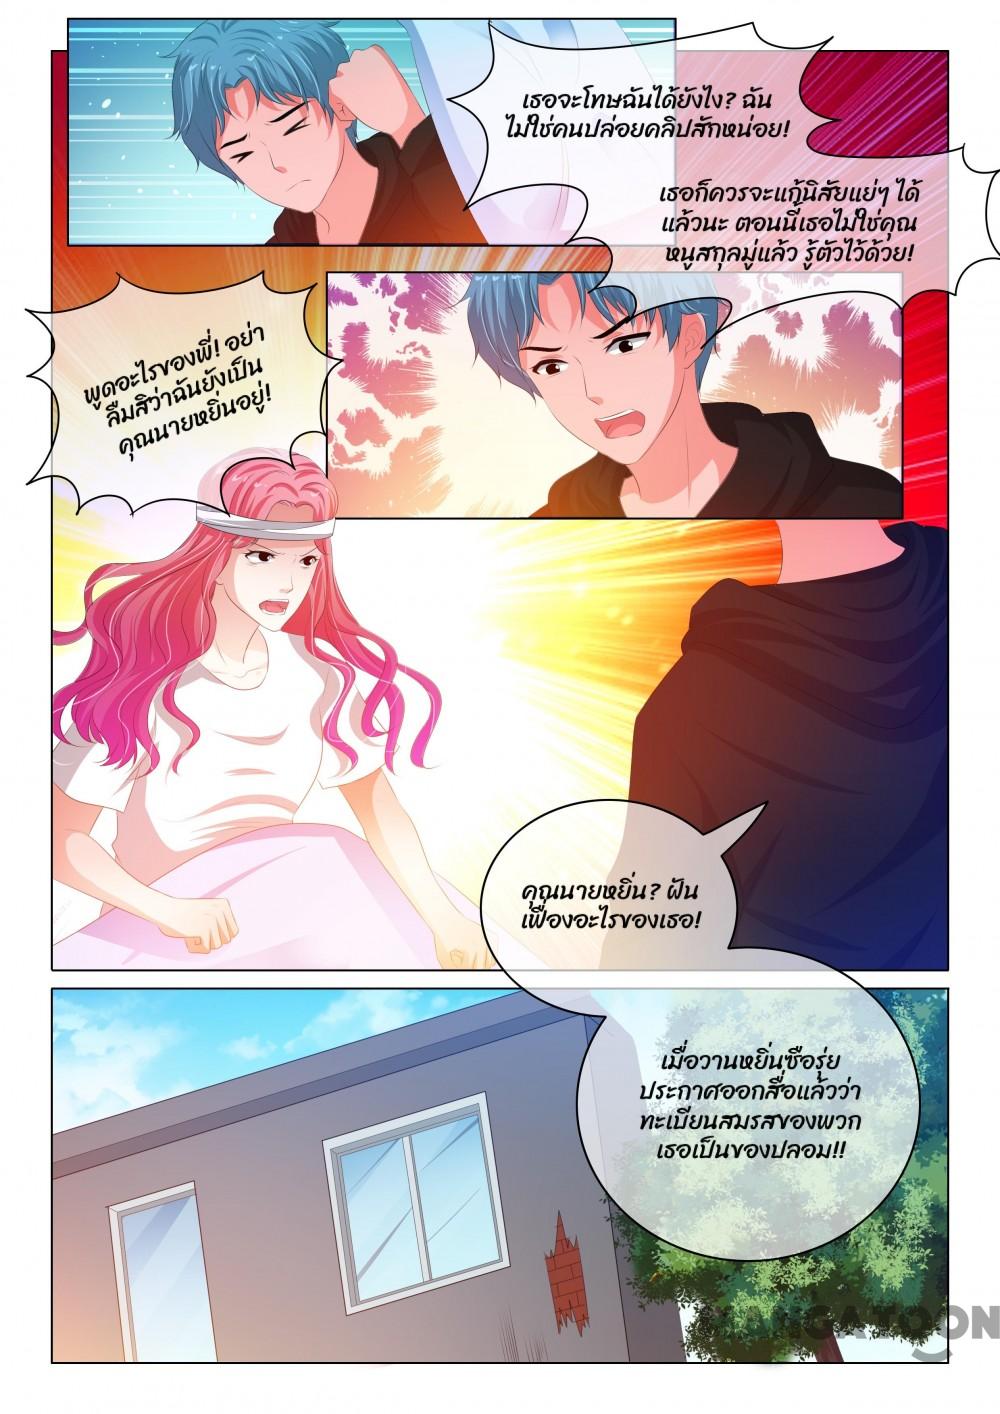 เธอจะโทษฉันได้ยังไง? ฉัน
ไม่ใช่คนปล่อยคลิปสักหน่อย!
เธอก็ควรจะแก้นิสัยแย่ๆ ได้
แล้วนะ ตอนนี้เธอไม่ใช่คุณ
หนูสกุลมู่แล้ว รู้ตัวไว้ด้วย!
พูดอะไรของพี่! อย่า
ลืมสิว่าฉันยังเป็น
คุณนายหยิ่นอยู่!
คุณนายหยิ่น? ฝัน
เฟื่องอะไรของเธอ!
เมื่อวานหยิ่นซือรุ่ย
ประกาศออกสื่อแล้วว่า
ทะเบียนสมรสของพวก
เธอเป็นของปลอม!!
MANGATOON